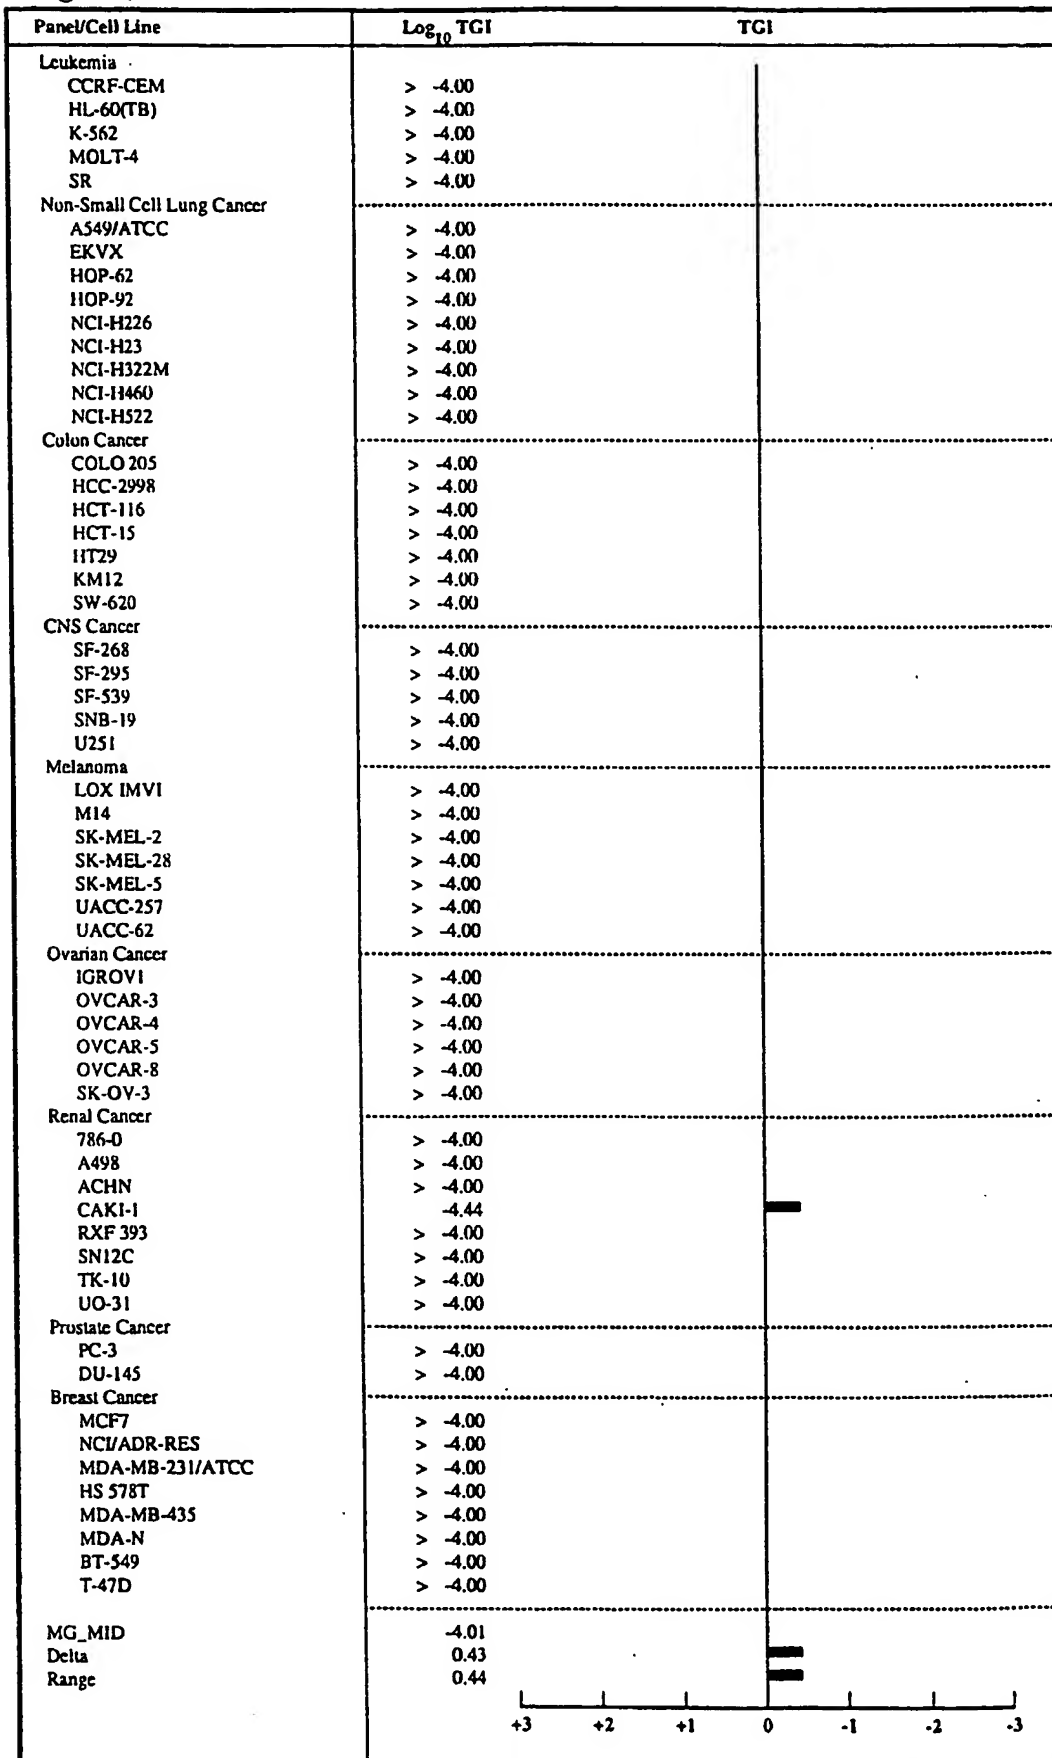 Panel/Cell Line Log10 TGI TGI
Leukemia
CCRF-CEM > -4.00
HL-60(TB) > -4.00
K-562 > -4.00
MOLT-4 > -4.00
SR > -4.00
Non-Small Cell Lung Cancer
A549/ATCC > -4.00
EKVX > -4.00
HOP-62 > -4.00
HOP-92 > -4.00
NCI-H226 > -4.00
NCI-H23 > -4.00
NCI-H322M > -4.00
NCI-H460 > -4.00
NCI-H522 > -4.00
Colon Cancer
COLO 205 > -4.00
HCC-2998 > -4.00
HCT-116 > -4.00
HCT-15 > -4.00
HT29 > -4.00
KM12 > -4.00
SW-620 > -4.00
CNS Cancer
SF-268 > -4.00
SF-295 > -4.00
SF-539 > -4.00
SNB-19 > -4.00
U251 > -4.00
Melanoma
LOX IMVI > -4.00
M14 > -4.00
SK-MEL-2 > -4.00
SK-MEL-28 > -4.00
SK-MEL-5 > -4.00
UACC-257 > -4.00
UACC-62 > -4.00
Ovarian Cancer
IGROV1 > -4.00
OVCAR-3 > -4.00
OVCAR-4 > -4.00
OVCAR-5 > -4.00
OVCAR-8 > -4.00
SK-OV-3 > -4.00
Renal Cancer
786-0 > -4.00
A498 > -4.00
ACHN > -4.00
CAKI-1 -4.44
RXF 393 > -4.00
SN12C > -4.00
TK-10 > -4.00
UO-31 > -4.00
Prostate Cancer
PC-3 > -4.00
DU-145 > -4.00
Breast Cancer
MCF7 > -4.00
NCI/ADR-RES > -4.00
MDA-MB-231/ATCC > -4.00
HS 578T > -4.00
MDA-MB-435 > -4.00
MDA-N > -4.00
BT-549 > -4.00
T-47D > -4.00
MG_MID -4.01
Delta 0.43
Range 0.44
+3 +2 +1 0 -1 -2 -3